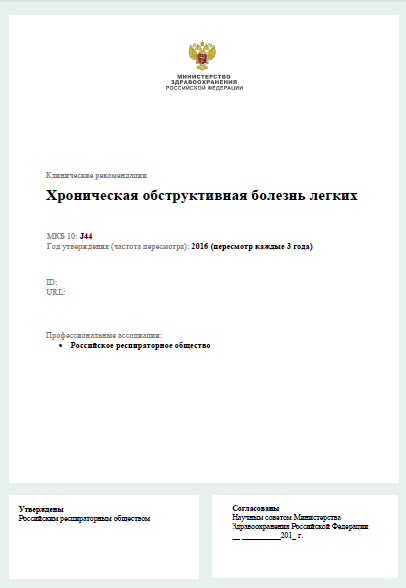 МИНИСТЕРСТВО
ЗДРАВООХРАНЕНИЯ
РОССИЙСКОЙ ФЕДЕРАЦИИ
Клинические рекомендации
Хроническая обструктивная болезнь легких
МКБ 10: J44
Год утверждения (частота пересмотра): 2016 (пересмотр каждые 3 года)
ID:
URL:
Профессиональные ассоциации:
• Российское респираторное общество
Утверждены
Российским респираторным обществом
Согласованы
Научным советом Министерства
Здравоохранения Российской Федерации
__ __________201_ г.